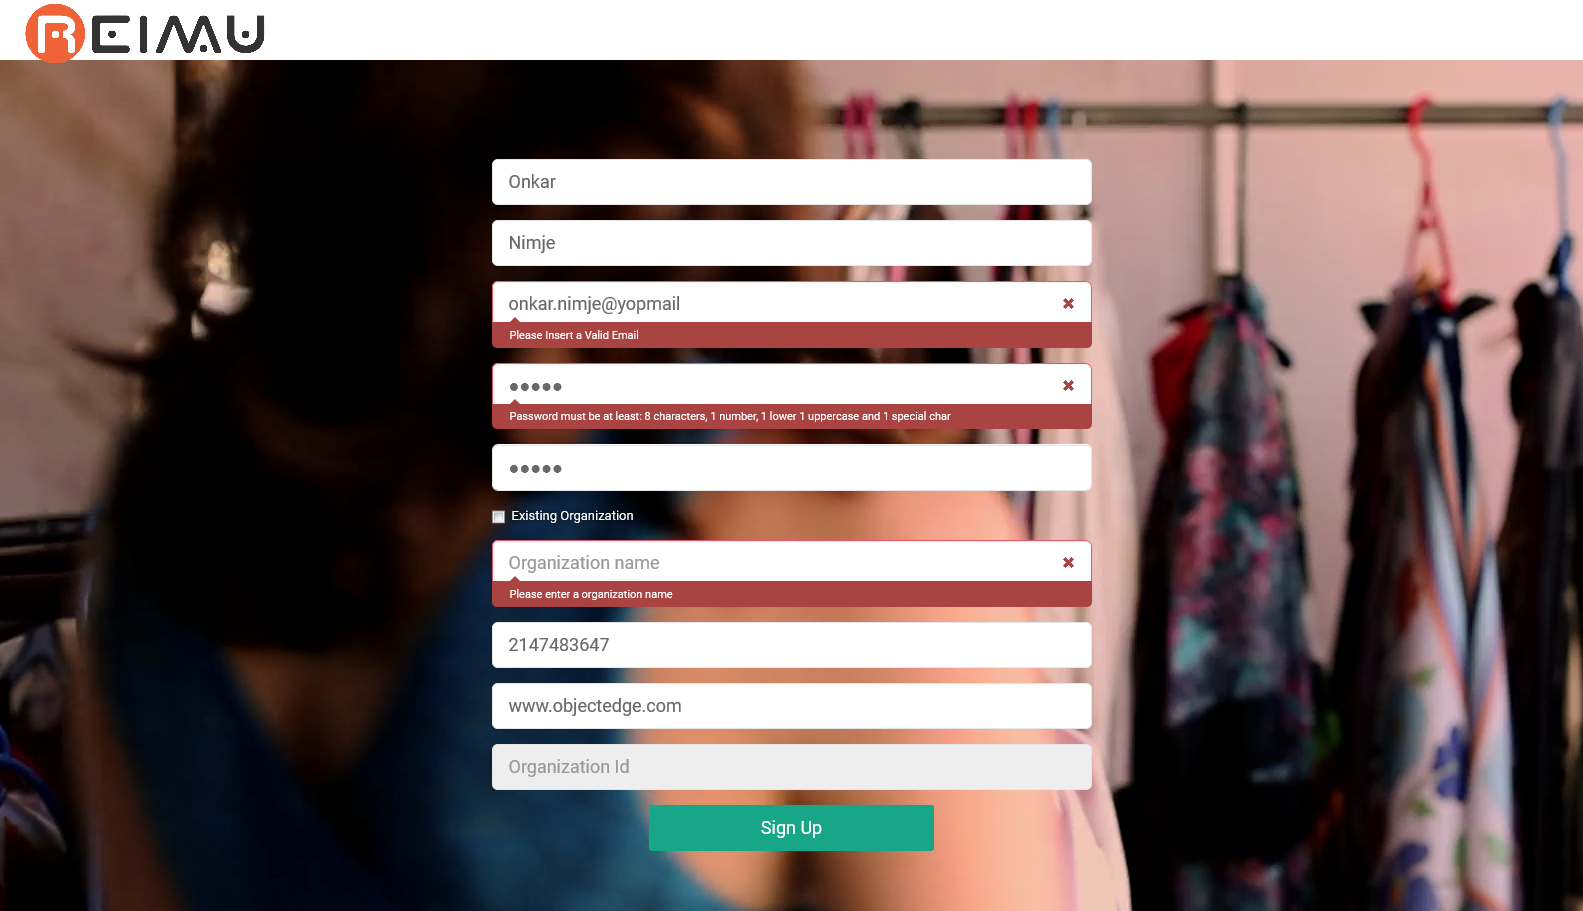 REIMU
Onkar
Nimje
onkar.nimje@yopmail
Please Insert a Valid Email
●●●●●
Password must be at least: 8 characters, 1 number, 1 lower 1 uppercase and 1 special char
●●●●●
Existing Organization
Organization name
Please enter a organization name
2147483647
www.objectedge.com
Organization Id
Sign Up